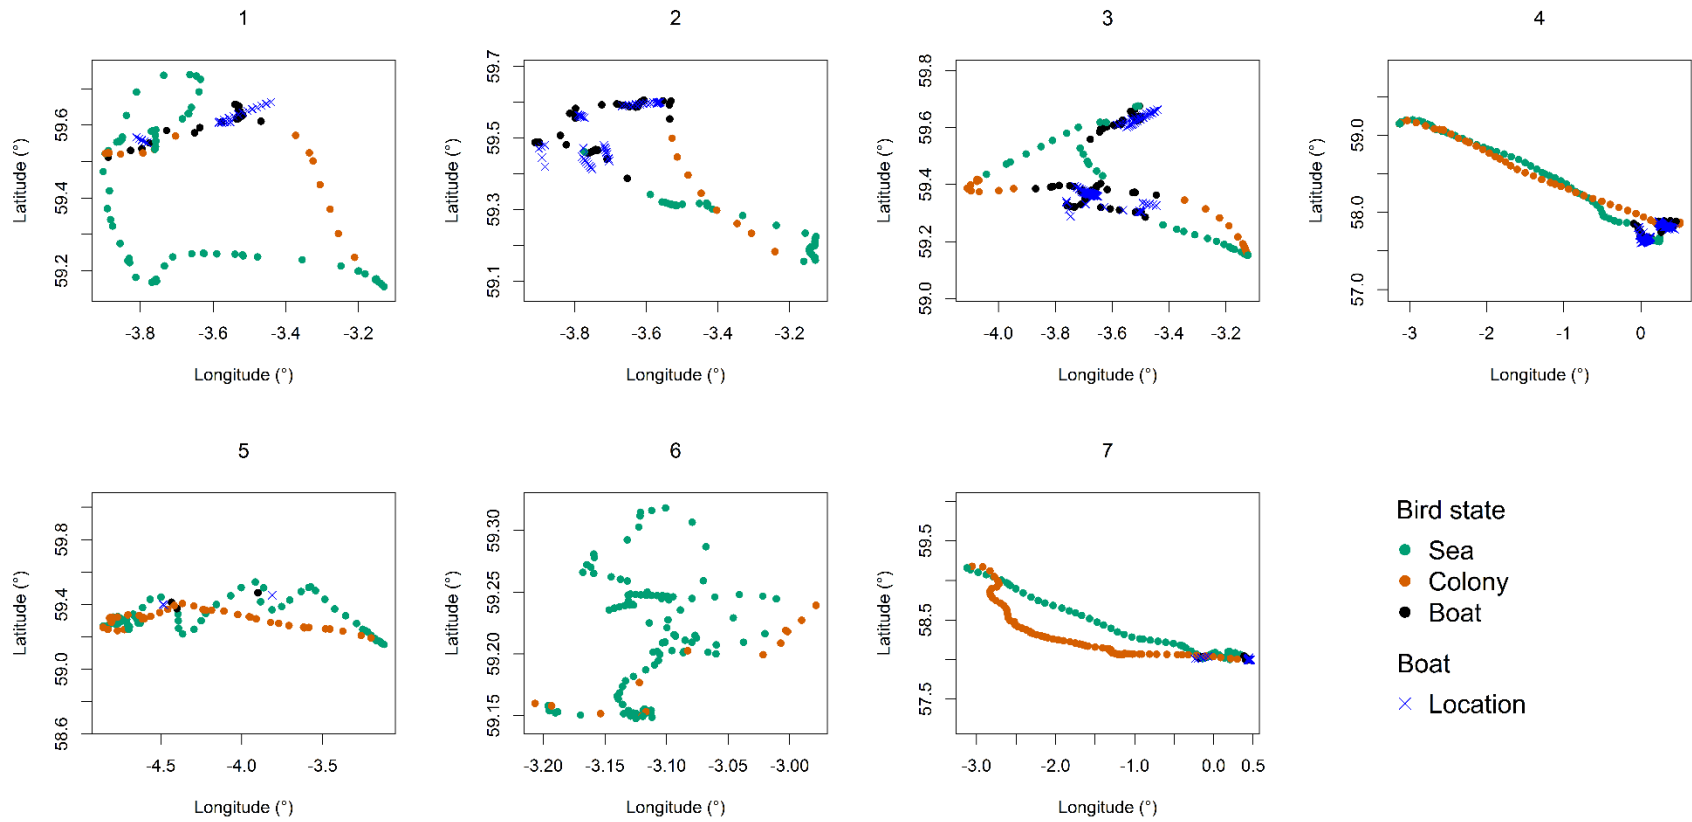 1
2
3
4
59.2 59.4 59.6
Latitude (°)
-3.8 -3.6 -3.4 -3.2
Longitude (°)
59.1 59.3 59.5 59.7
Latitude (°)
-3.8 -3.6 -3.4 -3.2
Longitude (°)
59.0 59.2 59.4 59.6 59.8
Latitude (°)
-4.0 -3.8 -3.6 -3.4 -3.2
Longitude (°)
57.0 58.0 59.0
Latitude (°)
-3 -2 -1 0
Longitude (°)
5
6
7
58.6 59.0 59.4 59.8
Latitude (°)
-4.5 -4.0 -3.5
Longitude (°)
59.15 59.20 59.25 59.30
Latitude (°)
-3.20 -3.15 -3.10 -3.05 -3.00
Longitude (°)
57.5 58.5 59.5
Latitude (°)
-3.0 -2.0 -1.0 0.0 0.5
Longitude (°)
Bird state
Sea
Colony
Boat
Boat
Location